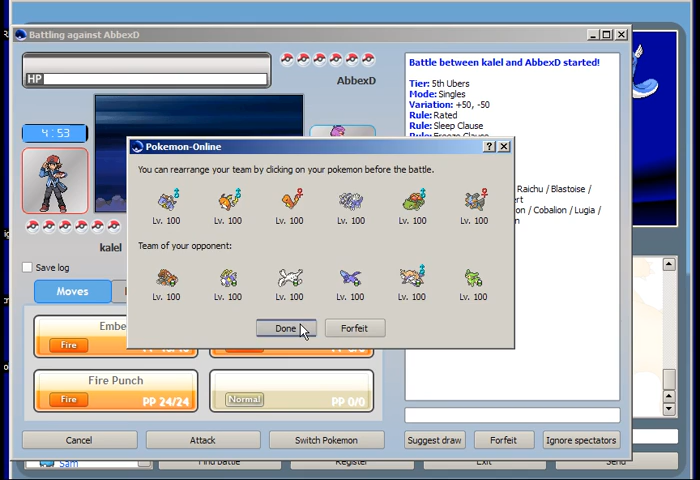 Battling against AbbexD
HP
AbbexD
4:53
kalel
Save log
Moves
Fire
Fire Punch
Fire
PP 24/24
Normal
PP 0/0
Cancel
Attack
Switch Pokemon
Battle between kalel and AbbexD started!
Tier: 5th Ubers
Mode: Singles
Variation: +50, -50
Rule: Rated
Rule: Sleep Clause
Raichu / Blastoise /
Cobalion / Lugia /
Pokemon-Online
You can rearrange your team by clicking on your pokemon before the battle.
Lv. 100 Lv. 100 Lv. 100 Lv. 100 Lv. 100 Lv. 100
Team of your opponent:
Lv. 100 Lv. 100 Lv. 100 Lv. 100 Lv. 100 Lv. 100
Done
Forfeit
Suggest draw
Forfeit
Ignore spectators
Sam
Find battle
Register
Exit
Send